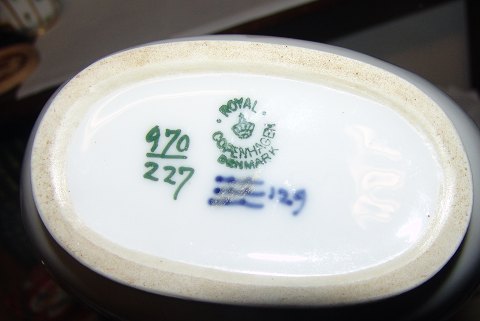 ROYAL
COPENHAGEN
DENMARK
970
227
129